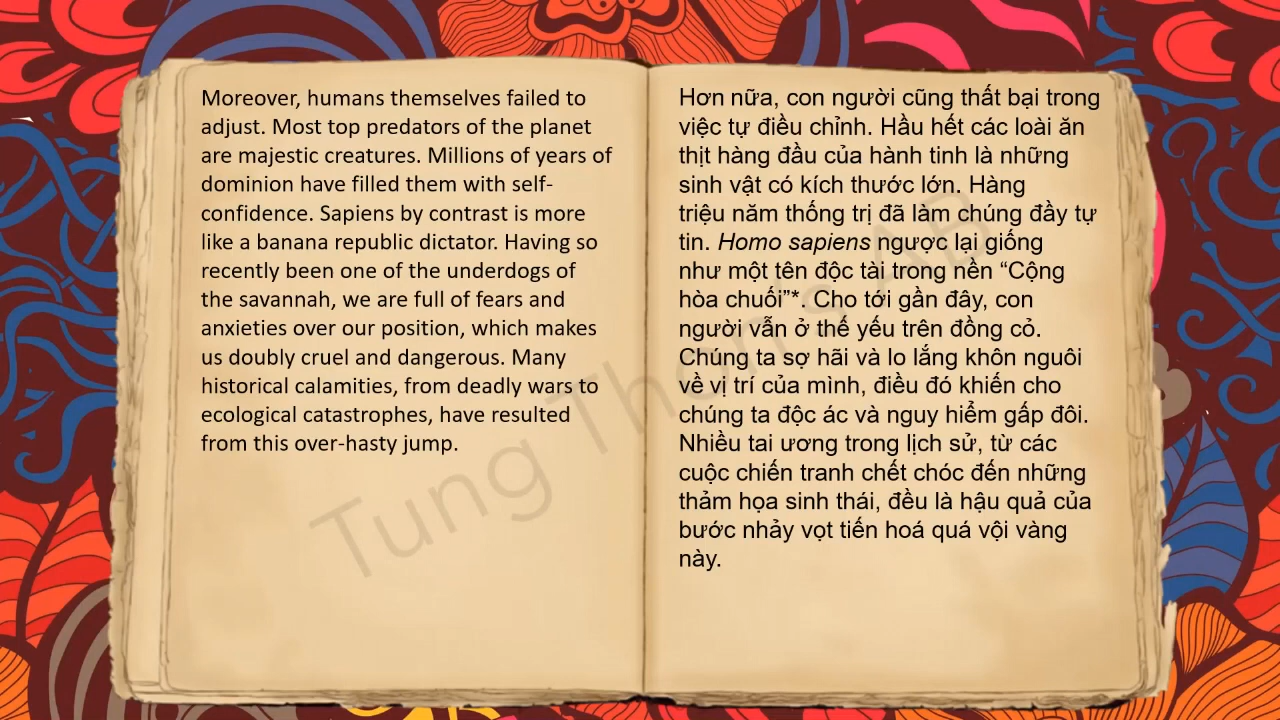 Moreover, humans themselves failed to
adjust. Most top predators of the planet
are majestic creatures. Millions of years of
dominion have filled them with self-
confidence. Sapiens by contrast is more
like a banana republic dictator. Having so
recently been one of the underdogs of
the savannah, we are full of fears and
anxieties over our position, which makes
us doubly cruel and dangerous. Many
historical calamities, from deadly wars to
ecological catastrophes, have resulted
from this over-hasty jump.
Hơn nữa, con người cũng thất bại trong
việc tự điều chỉnh. Hầu hết các loài ăn
thịt hàng đầu của hành tinh là những
sinh vật có kích thước lớn. Hàng
triệu năm thống trị đã làm chúng đầy tự
tin. Homo sapiens ngược lại giống
như một tên độc tài trong nền “Cộng
hòa chuối”*. Cho tới gần đây, con
người vẫn ở thế yếu trên đồng cỏ.
Chúng ta sợ hãi và lo lắng khôn nguôi
về vị trí của mình, điều đó khiến cho
chúng ta độc ác và nguy hiểm gấp đôi.
Nhiều tai ương trong lịch sử, từ các
cuộc chiến tranh chết chóc đến những
thảm họa sinh thái, đều là hậu quả của
bước nhảy vọt tiến hoá quá vội vàng
này.
Tung Thon's AB